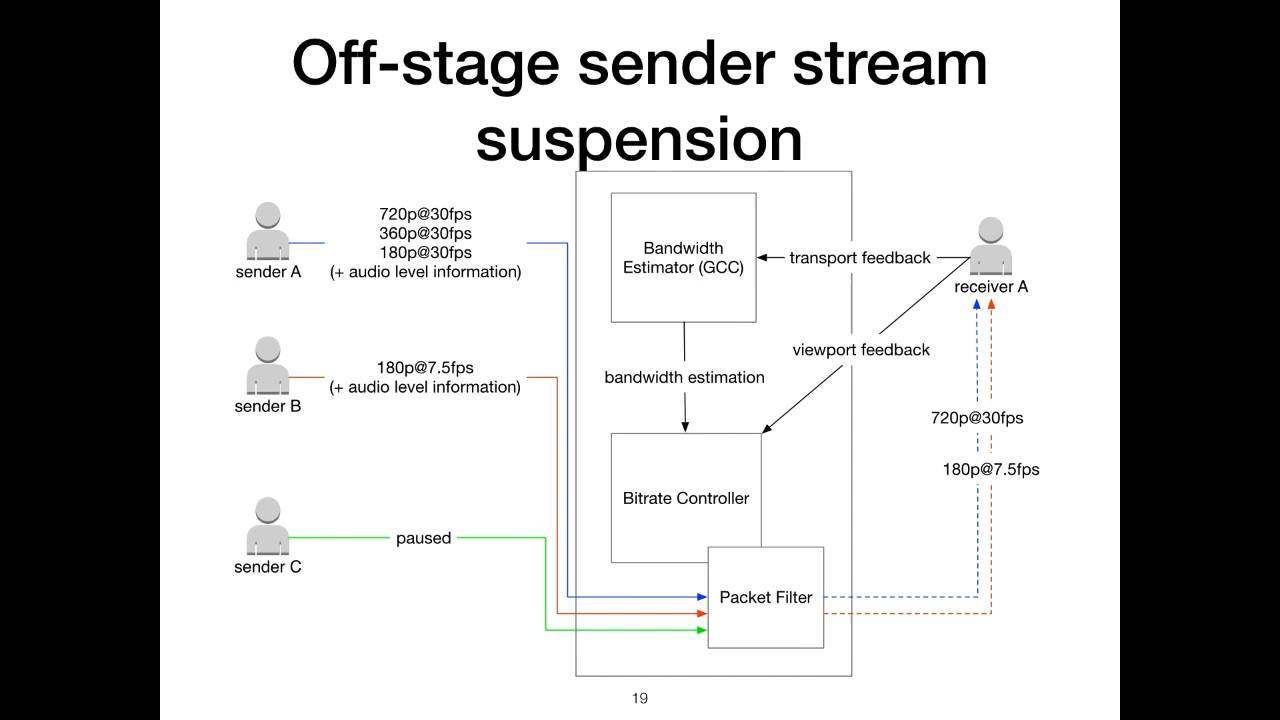 Off-stage sender stream
suspension
720p@30fps
360p@30fps
180p@30fps
(+ audio level information)
sender A
Bandwidth
Estimator (GCC)
transport feedback
receiver A
viewport feedback
180p@7.5fps
(+ audio level information)
sender B
bandwidth estimation
720p@30fps
180p@7.5fps
Bitrate Controller
paused
sender C
Packet Filter
19